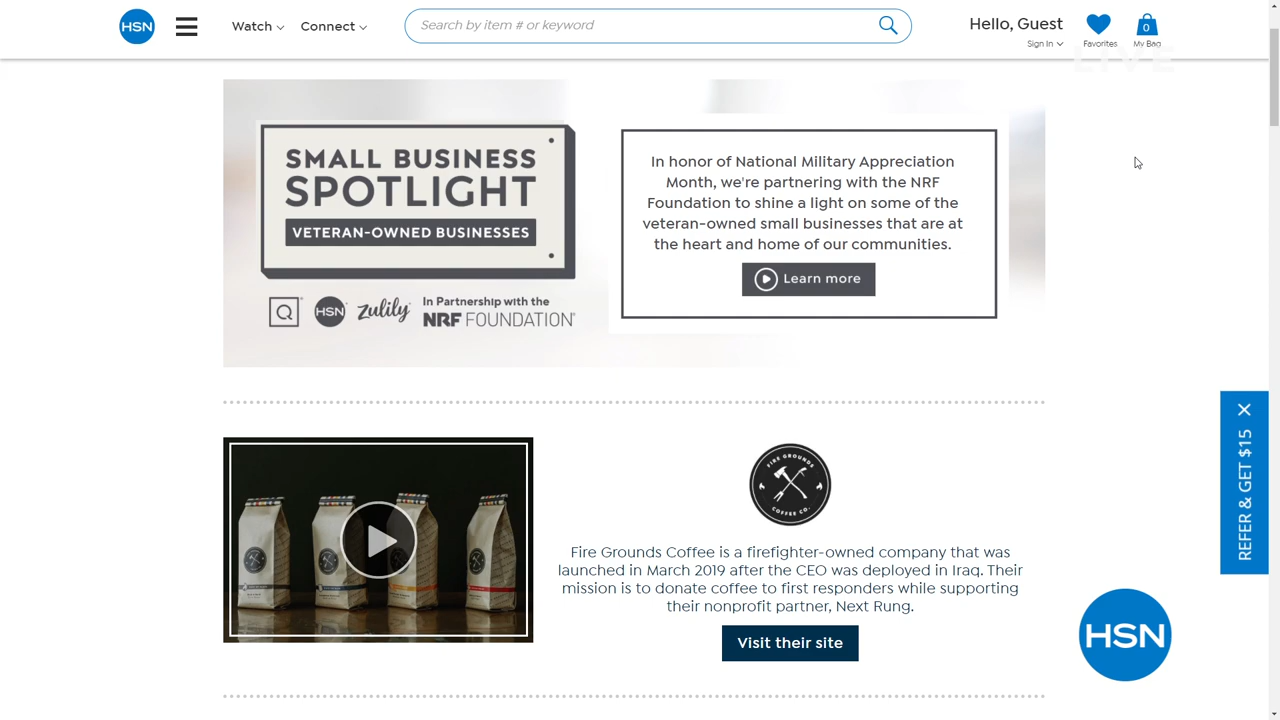 HSN
Watch
Connect
Search by item # or keyword
Hello, Guest
Sign In
Favorites
0
My Bag
LIVE
SMALL BUSINESS
SPOTLIGHT
VETERAN-OWNED BUSINESSES
Q HSN zulily
In Partnership with the
NRF FOUNDATION
In honor of National Military Appreciation
Month, we're partnering with the NRF
Foundation to shine a light on some of the
veteran-owned small businesses that are at
the heart and home of our communities.
Learn more
REFER & GET $15
FIRE GROUNDS
COFFEE CO.
Fire Grounds Coffee is a firefighter-owned company that was
launched in March 2019 after the CEO was deployed in Iraq. Their
mission is to donate coffee to first responders while supporting
their nonprofit partner, Next Rung.
Visit their site
HSN